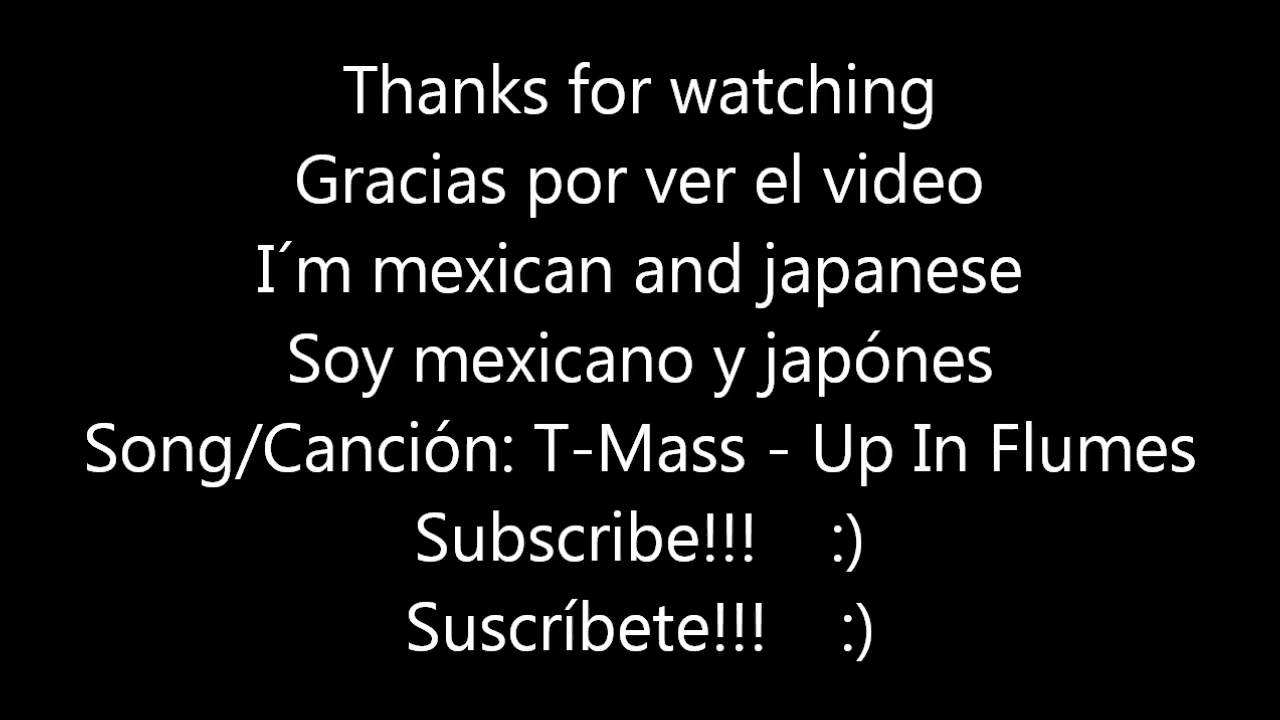 Thanks for watching
Gracias por ver el video
I´m mexican and japanese
Soy mexicano y japónes
Song/Canción: T-Mass - Up In Flumes
Subscribe!!! :)
Suscríbete!!! :)